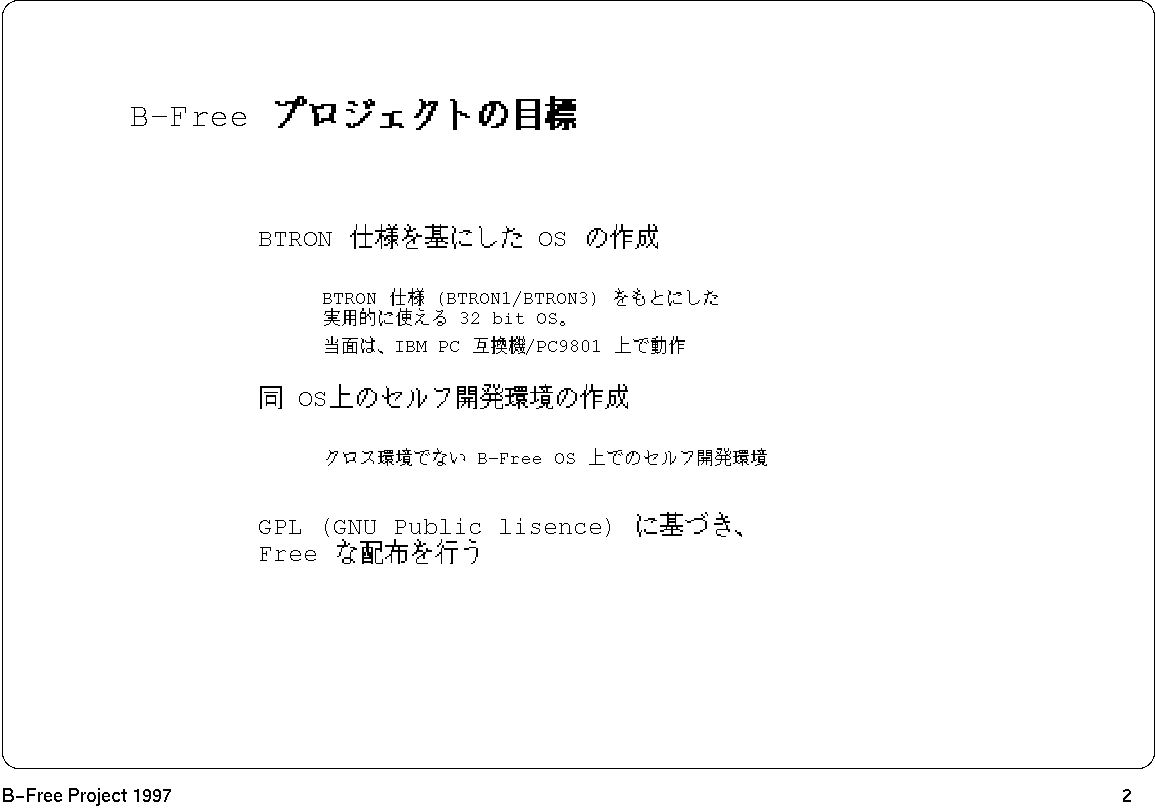 B-Free プロジェクトの目標
BTRON 仕様を基にした OS の作成
BTRON 仕様 (BTRON1/BTRON3) をもとにした
実用的に使える 32 bit OS。
当面は、IBM PC 互換機/PC9801 上で動作
同 OS上のセルフ開発環境の作成
クロス環境でない B-Free OS 上でのセルフ開発環境
GPL (GNU Public lisence) に基づき、
Free な配布を行う
B-Free Project 1997
2